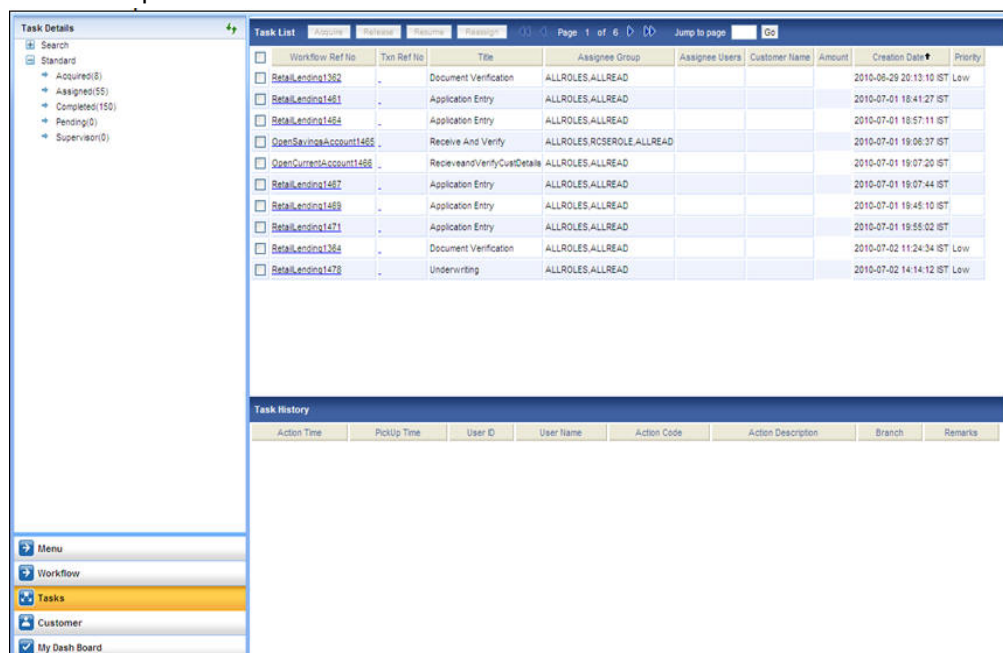 Task Details
Search
Standard
Acquired(8)
Assigned(55)
Completed(150)
Pending(0)
Supervisor(0)
Menu
Workflow
Tasks
Customer
My Dash Board
Task List Acquire Release Resume Reassign Page 1 of 6 Jump to page Go
Workflow Ref No Txn Ref No Title Assignee Group Assignee Users Customer Name Amount Creation Date Priority
RetailLending1362 Document Verification ALLROLES,ALLREAD 2010-06-29 20:13:10 IST Low
RetailLending1461 Application Entry ALLROLES,ALLREAD 2010-07-01 18:41:27 IST
RetailLending1464 Application Entry ALLROLES,ALLREAD 2010-07-01 18:57:11 IST
OpenSavingsAccount1465 Receive And Verify ALLROLES,RCSEROLE,ALLREAD 2010-07-01 19:06:37 IST
OpenCurrentAccount1466 RecieveandVerifyCustDetails ALLROLES,ALLREAD 2010-07-01 19:07:20 IST
RetailLending1467 Application Entry ALLROLES,ALLREAD 2010-07-01 19:07:44 IST
RetailLending1469 Application Entry ALLROLES,ALLREAD 2010-07-01 19:45:10 IST
RetailLending1471 Application Entry ALLROLES,ALLREAD 2010-07-01 19:55:02 IST
RetailLending1364 Document Verification ALLROLES,ALLREAD 2010-07-02 11:24:34 IST Low
RetailLending1478 Underwriting ALLROLES,ALLREAD 2010-07-02 14:14:12 IST Low
Task History
Action Time PickUp Time User ID User Name Action Code Action Description Branch Remarks